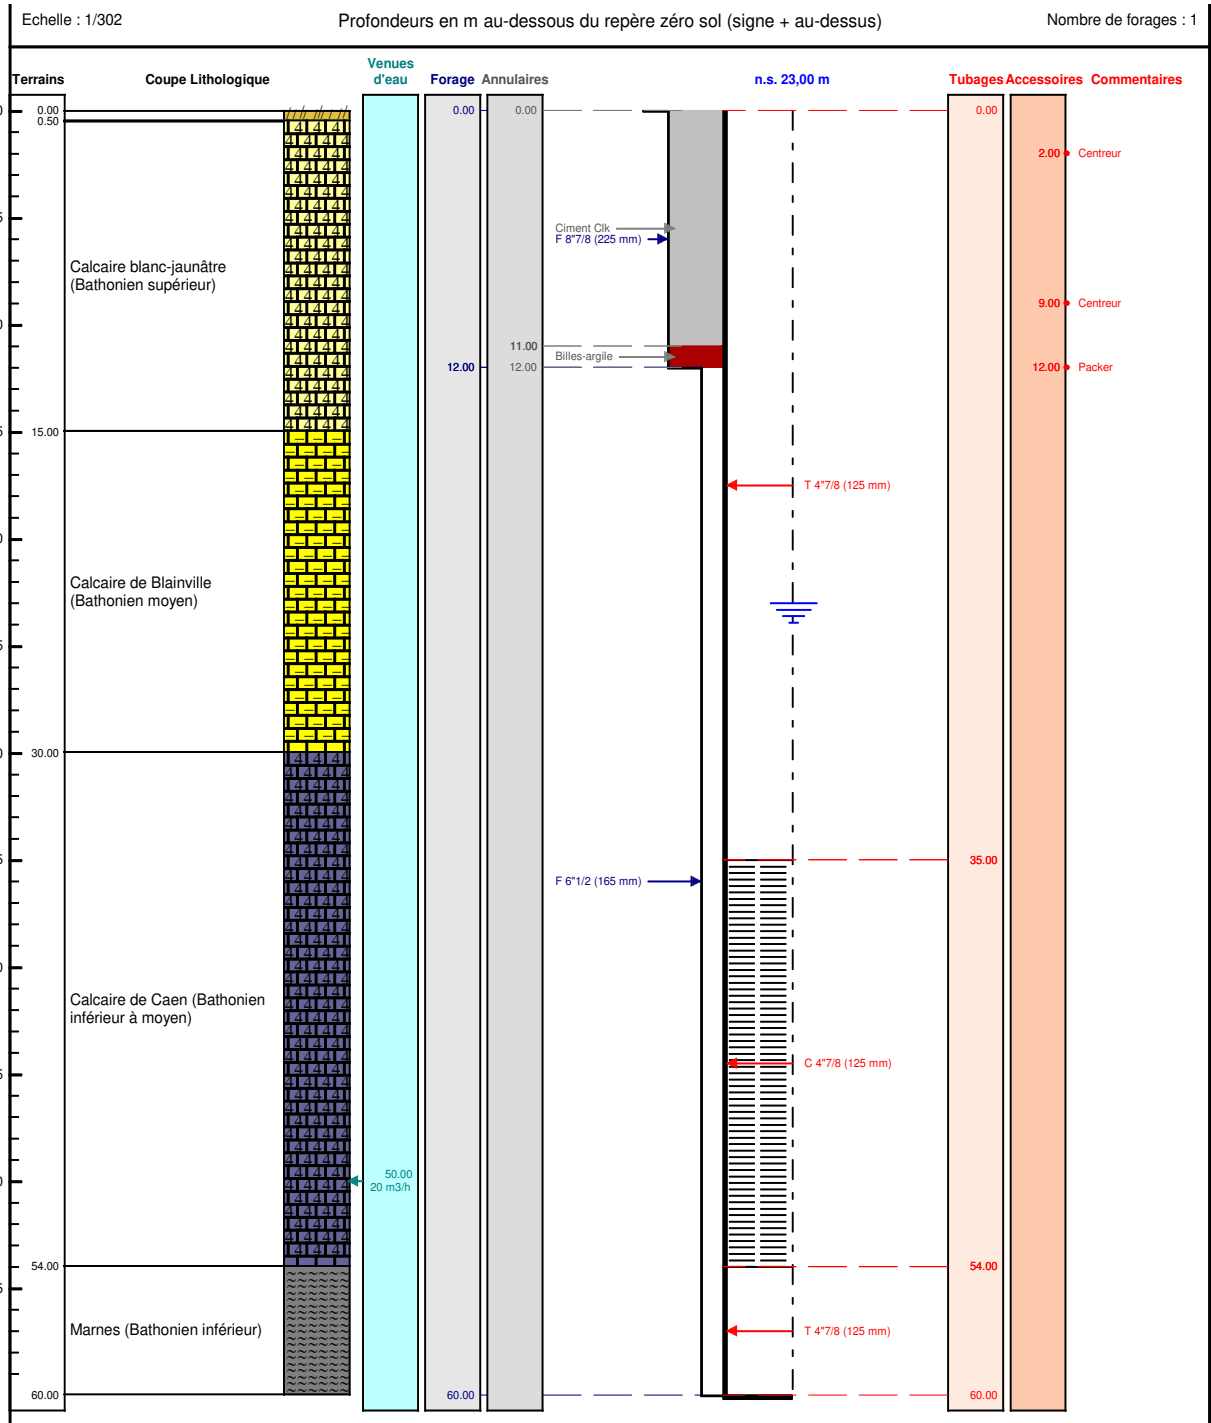 Echelle : 1/302
Profondeurs en m au-dessous du repère zéro sol (signe + au-dessus)
Nombre de forages : 1
Terrains
Coupe Lithologique
Venues
d'eau
Forage
Annulaires
n.s. 23,00 m
Tubages
Accessoires
Commentaires
0.00
0.00
0.00
0.00
0.50
2.00
Centreur
Ciment Clk
F 8"7/8 (225 mm)
Calcaire blanc-jaunâtre
(Bathonien supérieur)
9.00
Centreur
11.00
Billes-argile
12.00
12.00
12.00
Packer
15.00
T 4"7/8 (125 mm)
Calcaire de Blainville
(Bathonien moyen)
30.00
35.00
F 6"1/2 (165 mm)
Calcaire de Caen (Bathonien
inférieur à moyen)
C 4"7/8 (125 mm)
50.00
20 m3/h
54.00
54.00
Marnes (Bathonien inférieur)
T 4"7/8 (125 mm)
60.00
60.00
60.00